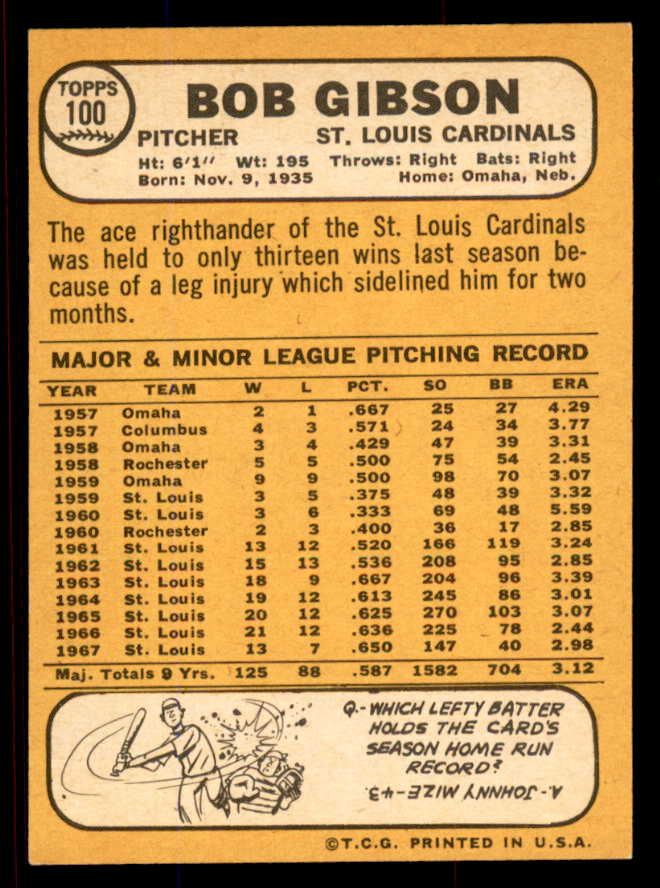 TOPPS
100
BOB GIBSON
PITCHER ST. LOUIS CARDINALS
Ht: 6'1" Wt: 195 Throws: Right Bats: Right
Born: Nov. 9, 1935 Home: Omaha, Neb.
The ace righthander of the St. Louis Cardinals
was held to only thirteen wins last season be-
cause of a leg injury which sidelined him for two
months.
MAJOR & MINOR LEAGUE PITCHING RECORD
YEAR TEAM W L PCT. SO BB ERA
1957 Omaha 2 1 .667 25 27 4.29
1957 Columbus 4 3 .571 24 34 3.77
1958 Omaha 3 4 .429 47 39 3.31
1958 Rochester 5 5 .500 75 54 2.45
1959 Omaha 9 9 .500 98 70 3.07
1959 St. Louis 3 5 .375 48 39 3.32
1960 St. Louis 3 6 .333 69 48 5.59
1960 Rochester 2 3 .400 36 17 2.85
1961 St. Louis 13 12 .520 166 119 3.24
1962 St. Louis 15 13 .536 208 95 2.85
1963 St. Louis 18 9 .667 204 96 3.39
1964 St. Louis 19 12 .613 245 86 3.01
1965 St. Louis 20 12 .625 270 103 3.07
1966 St. Louis 21 12 .636 225 78 2.44
1967 St. Louis 13 7 .650 147 40 2.98
Maj. Totals 9 Yrs. 125 88 .587 1582 704 3.12
Q.- WHICH LEFTY BATTER
HOLDS THE CARD'S
SEASON HOME RUN
RECORD?
A.- JOHNNY MIZE - 43.
©T.C.G. PRINTED IN U.S.A.